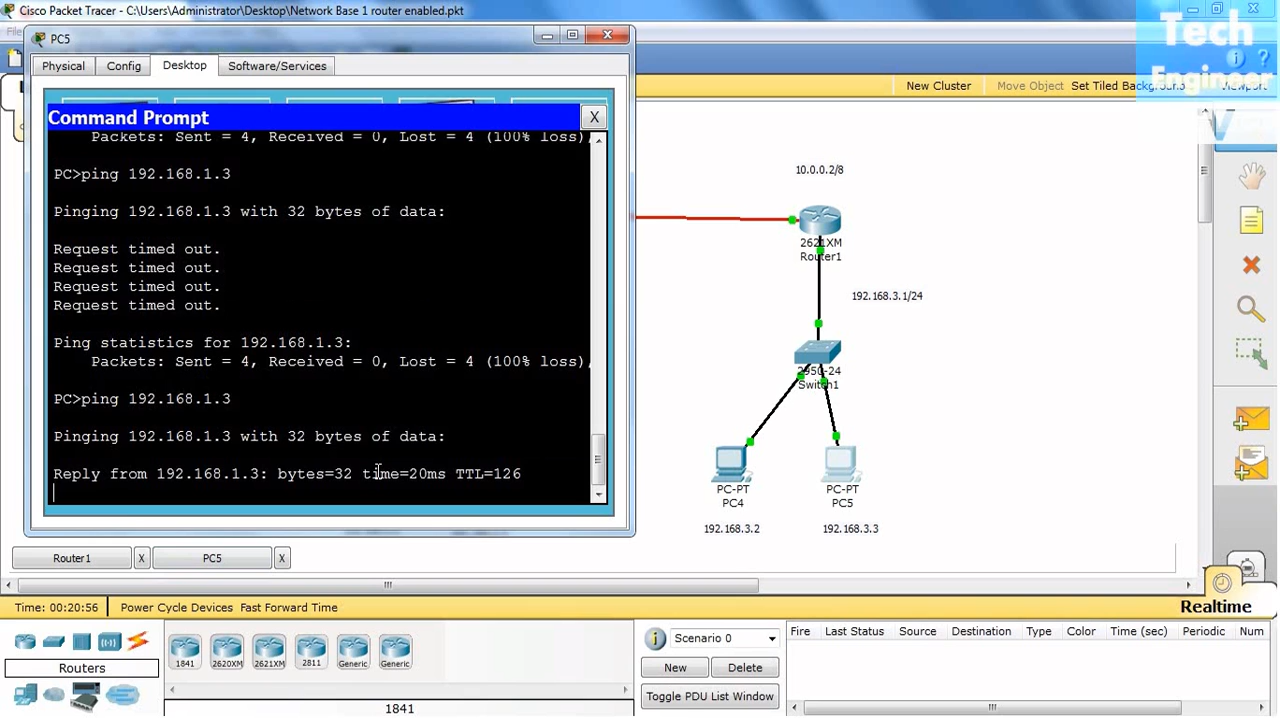 Cisco Packet Tracer - C:\Users\Administrator\Desktop\Network Base 1 router enabled.pkt
Tech
Engineer
PC5
Physical Config Desktop Software/Services
New Cluster Move Object Set Tiled Background Viewport
Command Prompt X
Packets: Sent = 4, Received = 0, Lost = 4 (100% loss),
PC>ping 192.168.1.3
Pinging 192.168.1.3 with 32 bytes of data:
Request timed out.
Request timed out.
Request timed out.
Request timed out.
Ping statistics for 192.168.1.3:
Packets: Sent = 4, Received = 0, Lost = 4 (100% loss),
PC>ping 192.168.1.3
Pinging 192.168.1.3 with 32 bytes of data:
Reply from 192.168.1.3: bytes=32 time=20ms TTL=126
10.0.0.2/8
2621XM
Router1
192.168.3.1/24
2950-24
Switch1
PC-PT
PC4
192.168.3.2
PC-PT
PC5
192.168.3.3
Router1 X PC5 X
Time: 00:20:56 Power Cycle Devices Fast Forward Time
Realtime
Routers
1841 2620XM 2621XM 2811 Generic Generic
1841
Scenario 0
New Delete
Toggle PDU List Window
Fire Last Status Source Destination Type Color Time (sec) Periodic Num